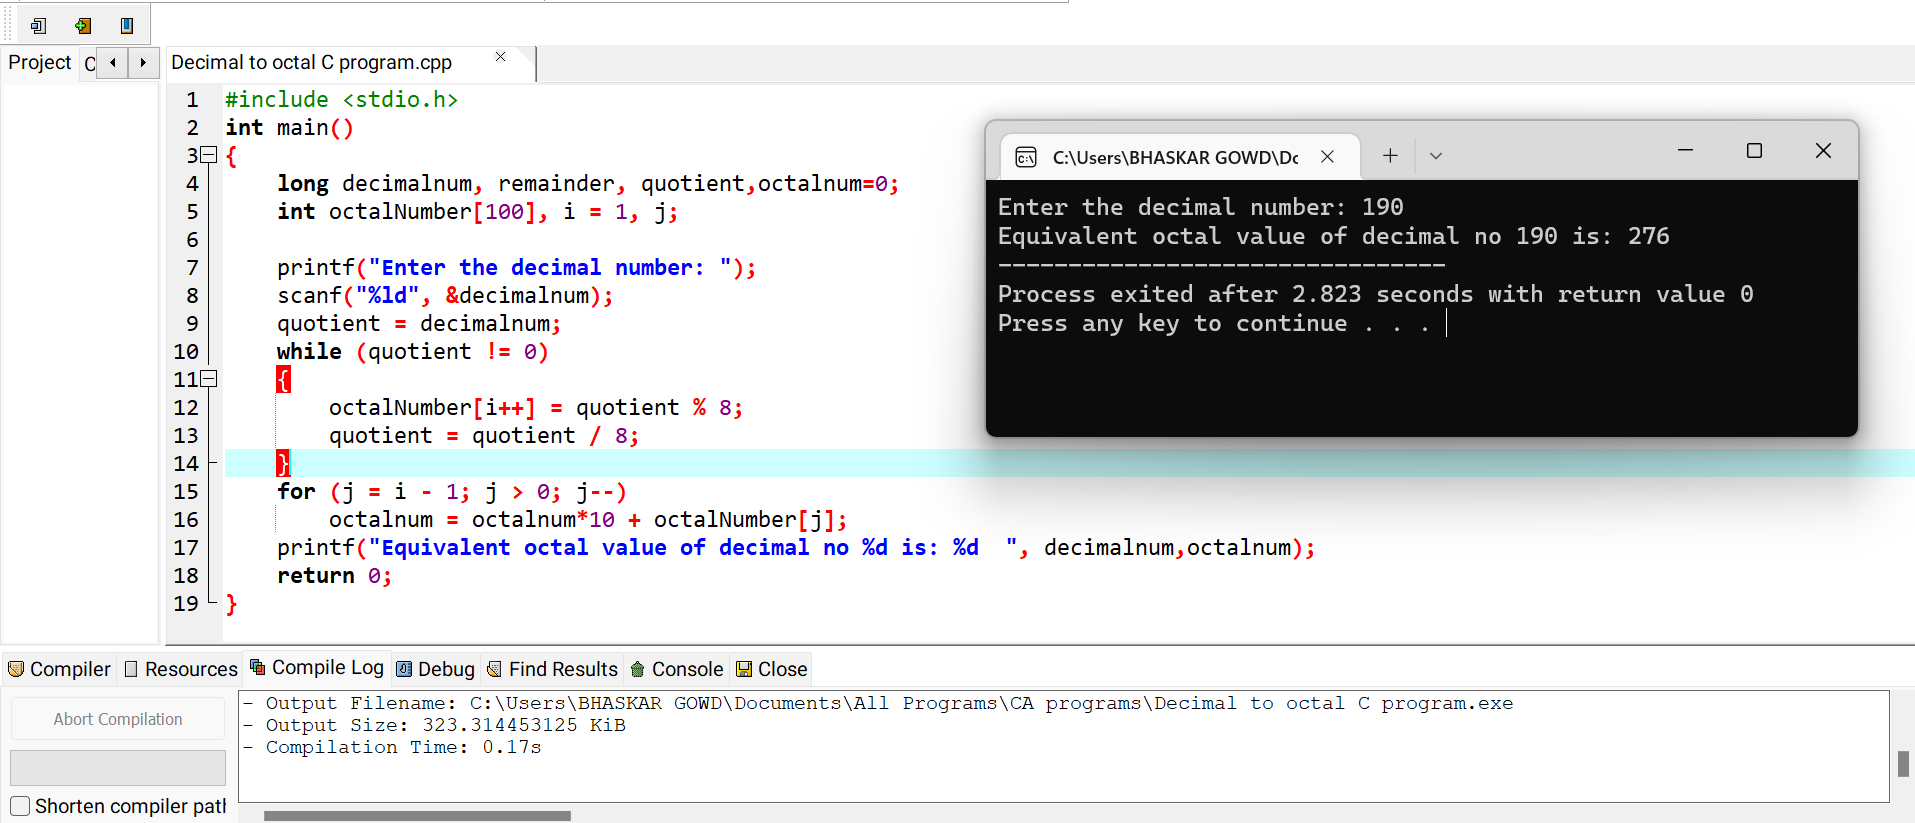 Project C Decimal to octal C program.cpp
1 #include <stdio.h>
2 int main()
3 {
4 long decimalnum, remainder, quotient,octalnum=0;
5 int octalNumber[100], i = 1, j;
6
7 printf("Enter the decimal number: ");
8 scanf("%ld", &decimalnum);
9 quotient = decimalnum;
10 while (quotient != 0)
11 {
12 octalNumber[i++] = quotient % 8;
13 quotient = quotient / 8;
14 }
15 for (j = i - 1; j > 0; j--)
16 octalnum = octalnum*10 + octalNumber[j];
17 printf("Equivalent octal value of decimal no %d is: %d  ", decimalnum,octalnum);
18 return 0;
19 }
C:\Users\BHASKAR GOWD\Dc
Enter the decimal number: 190
Equivalent octal value of decimal no 190 is: 276
--------------------------------
Process exited after 2.823 seconds with return value 0
Press any key to continue . . .
Compiler Resources Compile Log Debug Find Results Console Close
Abort Compilation
Shorten compiler path
- Output Filename: C:\Users\BHASKAR GOWD\Documents\All Programs\CA programs\Decimal to octal C program.exe
- Output Size: 323.314453125 KiB
- Compilation Time: 0.17s